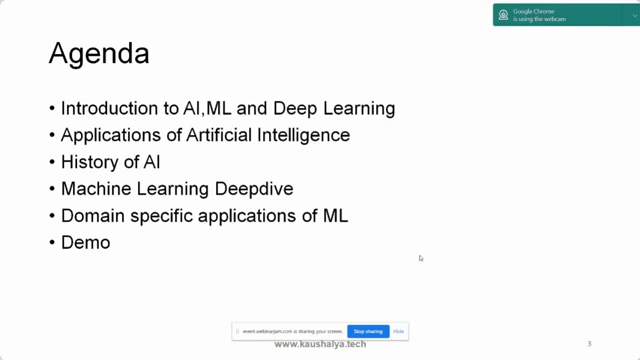 Google Chrome
is using the webcam
Agenda
• Introduction to AI,ML and Deep Learning
• Applications of Artificial Intelligence
• History of AI
• Machine Learning Deepdive
• Domain specific applications of ML
• Demo
event.webinarjam.com is sharing your screen. Stop sharing Hide
www.kaushalya.tech 3